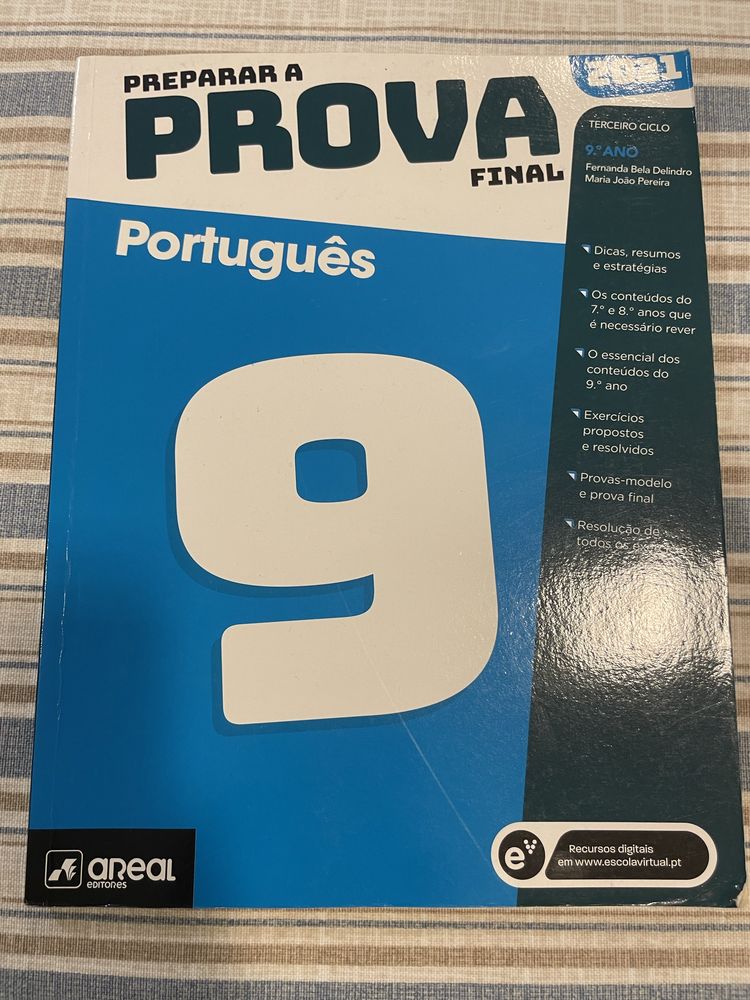 PREPARAR A
PROVA
FINAL
2021
TERCEIRO CICLO
9.º ANO
Fernanda Bela Delindro
Maria João Pereira
Português
Dicas, resumos
e estratégias
Os conteúdos do
7.º e 8.º anos que
é necessário rever
O essencial dos
conteúdos do
9.º ano
Exercícios
propostos
e resolvidos
Provas-modelo
e prova final
Resolução de
todos os
9
areal
EDITORES
e
Recursos digitais
em www.escolavirtual.pt